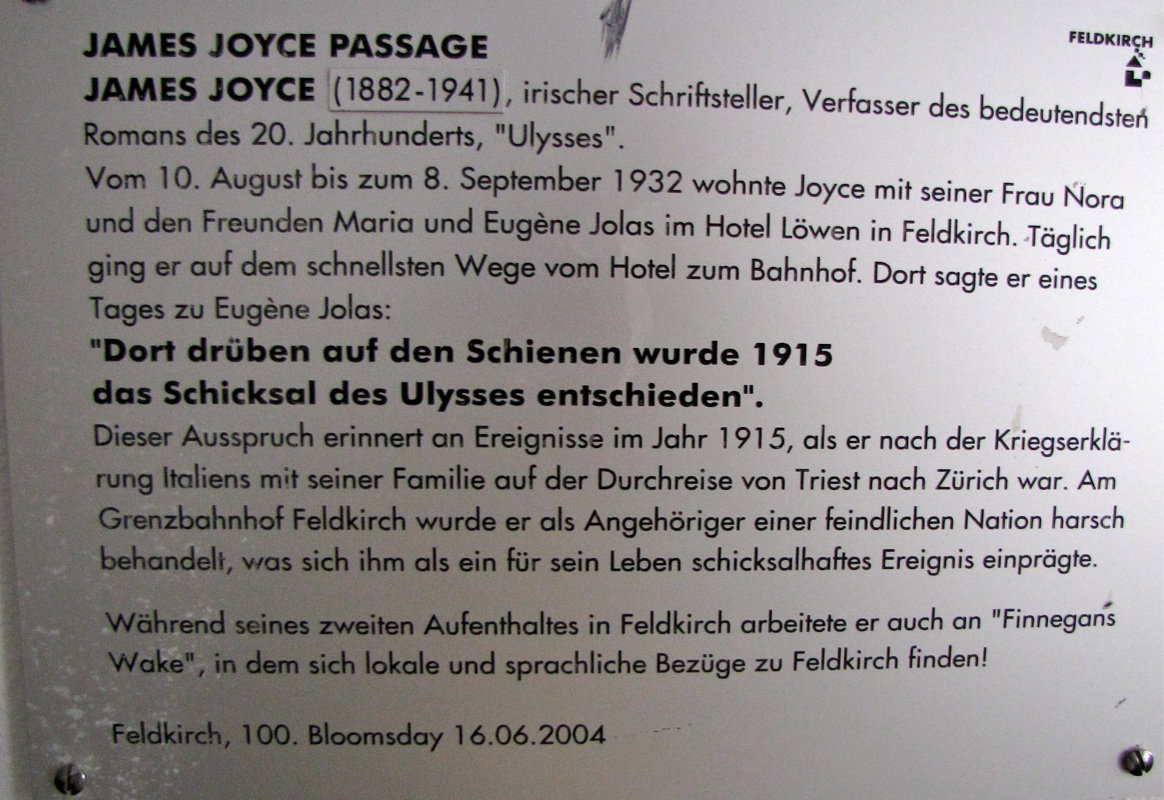 JAMES JOYCE PASSAGE
FELDKIRCH
JAMES JOYCE (1882-1941), irischer Schriftsteller, Verfasser des bedeutendsten
Romans des 20. Jahrhunderts, "Ulysses".
Vom 10. August bis zum 8. September 1932 wohnte Joyce mit seiner Frau Nora
und den Freunden Maria und Eugène Jolas im Hotel Löwen in Feldkirch. Täglich
ging er auf dem schnellsten Wege vom Hotel zum Bahnhof. Dort sagte er eines
Tages zu Eugène Jolas:
"Dort drüben auf den Schienen wurde 1915
das Schicksal des Ulysses entschieden".
Dieser Ausspruch erinnert an Ereignisse im Jahr 1915, als er nach der Kriegserklä-
rung Italiens mit seiner Familie auf der Durchreise von Triest nach Zürich war. Am
Grenzbahnhof Feldkirch wurde er als Angehöriger einer feindlichen Nation harsch
behandelt, was sich ihm als ein für sein Leben schicksalhaftes Ereignis einprägte.
Während seines zweiten Aufenthaltes in Feldkirch arbeitete er auch an "Finnegans
Wake", in dem sich lokale und sprachliche Bezüge zu Feldkirch finden!
Feldkirch, 100. Bloomsday 16.06.2004